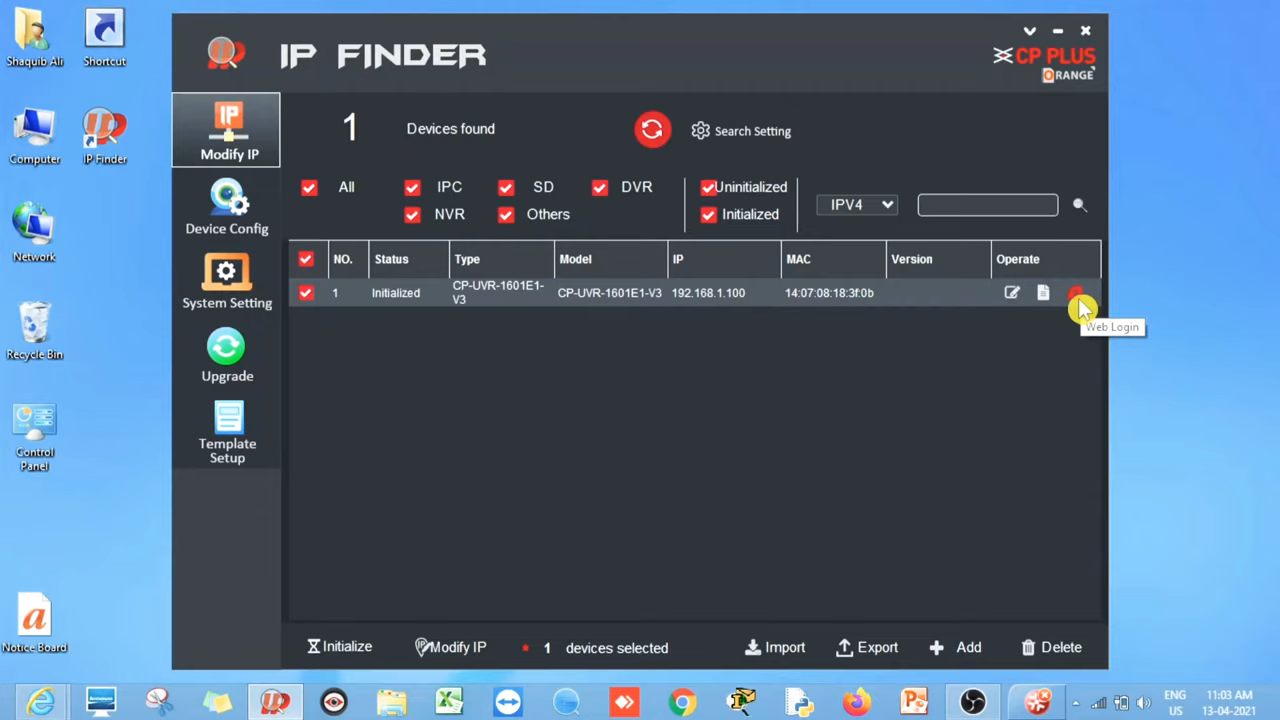 Shaquib Ali
Shortcut
Computer
IP Finder
Network
Recycle Bin
Control
Panel
Notice Board
IP FINDER
CP PLUS
ORANGE
Modify IP
Device Config
System Setting
Upgrade
Template
Setup
1 Devices found
Search Setting
All IPC SD DVR Uninitialized
NVR Others Initialized
IPV4
NO. Status Type Model IP MAC Version Operate
1 Initialized CP-UVR-1601E1-V3 CP-UVR-1601E1-V3 192.168.1.100 14:07:08:18:3f:0b
Web Login
Initialize Modify IP 1 devices selected Import Export Add Delete
ENG
US
11:03 AM
13-04-2021